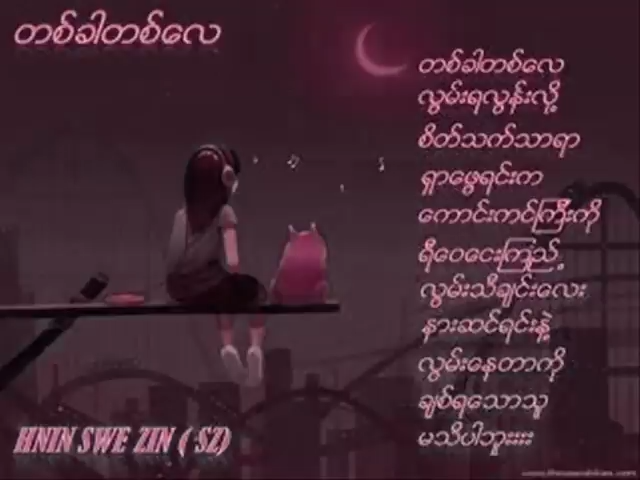 တစ်ခါတစ်လေ
တစ်ခါတစ်လေ
လွမ်းရလွန်းလို့
စိတ်သက်သာရာ
ရှာဖွေရင်းက
ကောင်းကင်ကြီးကို
ရီဝေငေးကြည့်
လွမ်းသီချင်းလေး
နားဆင်ရင်းနဲ့
လွမ်းနေတာကို
ချစ်ရသောသူ
မသိပါဘူးးးးး
HNIN SWE ZIN ( SZ)